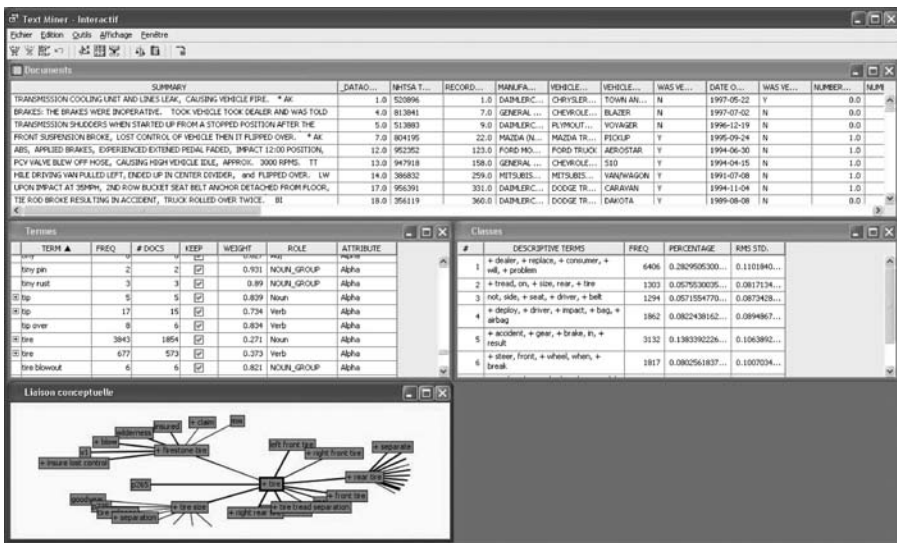 Text Miner - Interactif
Fichier Edition Outils Affichage Fenêtre
Documents
SUMMARY _DATAO... NHTSA T... RECORD... MANUFA... VEHICLE... VEHICLE... WAS VE... DATE O... WAS VE... NUMBER... NUM
TRANSMISSION COOLING UNIT AND LINES LEAK, CAUSING VEHICLE FIRE. * AK 1.0 520896 1.0 DAIMLERC... CHRYSLER... TOWN AN... N 1997-05-22 Y 0.0
BRAKES: THE BRAKES WERE INOPERATIVE. TOOK VEHICLE TOOK DEALER AND WAS TOLD 4.0 813841 7.0 GENERAL ... CHEVROLE... BLAZER N 1997-07-02 N 0.0
TRANSMISSION SHUDDERS WHEN STARTED UP FROM A STOPPED POSITION AFTER THE 5.0 513883 9.0 DAIMLERC... PLYMOUT... VOYAGER N 1996-12-19 N 0.0
FRONT SUSPENSION BROKE, LOST CONTROL OF VEHICLE THEN IT FLIPPED OVER. * AK 7.0 804195 22.0 MAZDA (N... MAZDA TR... PICKUP Y 1995-09-24 N 1.0
ABS, APPLIED BRAKES, EXPERIENCED EXTENED PEDAL FADED, IMPACT 12:00 POSITION, 12.0 952352 123.0 FORD MO... FORD TRUCK AEROSTAR Y 1994-06-30 N 1.0
PCV VALVE BLEW OFF HOSE, CAUSING HIGH VEHICLE IDLE, APPROX. 3000 RPMS. TT 13.0 947918 158.0 GENERAL ... CHEVROLE... S10 N 1994-04-15 N 1.0
HILE DRIVING VAN PULLED LEFT, ENDED UP IN CENTER DIVIDER, and FLIPPED OVER. LW 14.0 386832 259.0 MITSUBIS... MITSUBIS... VAN/WAGON Y 1991-07-08 N 1.0
UPON IMPACT AT 35MPH, 2ND ROW BUCKET SEAT BELT ANCHOR DETACHED FROM FLOOR, 17.0 956391 331.0 DAIMLERC... DODGE TR... CARAVAN Y 1994-11-04 N 1.0
TIE ROD BROKE RESULTING IN ACCIDENT, TRUCK ROLLED OVER TWICE. BI 18.0 356119 360.0 DAIMLERC... DODGE TR... DAKOTA Y 1989-08-08 N 1.0
Termes
TERM FREQ # DOCS KEEP WEIGHT ROLE ATTRIBUTE
tiny pin 2 2 0.931 NOUN_GROUP Alpha
tiny rust 3 3 0.89 NOUN_GROUP Alpha
tip 5 5 0.839 Noun Alpha
tip 17 15 0.734 Verb Alpha
tip over 8 6 0.834 Verb Alpha
tire 3843 1854 0.271 Noun Alpha
tire 677 573 0.373 Verb Alpha
tire blowout 6 6 0.821 NOUN_GROUP Alpha
Classes
# DESCRIPTIVE TERMS FREQ PERCENTAGE RMS STD.
1 + dealer, + replace, + consumer, + will, + problem 6406 0.2829505300... 0.1101840...
2 + tread, on, + size, rear, + tire 1303 0.0575530035... 0.0817134...
3 not, side, + seat, + driver, + belt 1294 0.0571554770... 0.0873428...
4 + deploy, + driver, + impact, + bag, + airbag 1862 0.0822438162... 0.0894867...
5 + accident, + gear, + brake, in, + result 3132 0.1383392226... 0.1063892...
6 + steer, front, + wheel, when, + break 1817 0.0802561837... 0.1007034...
Liaison conceptuelle
+ claim
insured
wilderness
+ blow
+ firestone tire
+ insure lost control
left front tire
+ right front tire
+ separate
+ rear tire
p265
+ tire
+ front tire
+ tire size
+ separation
+ right rear
+ tire tread separation